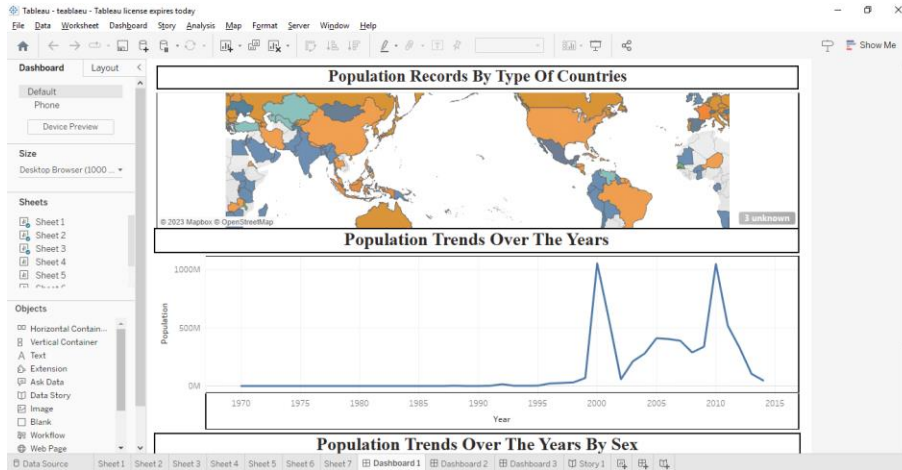 Tableau - teablaeu - Tableau license expires today
File Data Worksheet Dashboard Story Analysis Map Format Server Window Help
Show Me
Dashboard Layout
Default
Phone
Device Preview
Size
Desktop Browser (1000 ...
Sheets
Sheet 1
Sheet 2
Sheet 3
Sheet 4
Sheet 5
Objects
Horizontal Contain...
Vertical Container
Text
Extension
Ask Data
Data Story
Image
Blank
Workflow
Web Page
Population Records By Type Of Countries
© 2023 Mapbox © OpenStreetMap
3 unknown
Population Trends Over The Years
1000M
500M
0M
Population
1970 1975 1980 1985 1990 1995 2000 2005 2010 2015
Year
Population Trends Over The Years By Sex
Data Source Sheet 1 Sheet 2 Sheet 3 Sheet 4 Sheet 5 Sheet 6 Sheet 7 Dashboard 1 Dashboard 2 Dashboard 3 Story 1